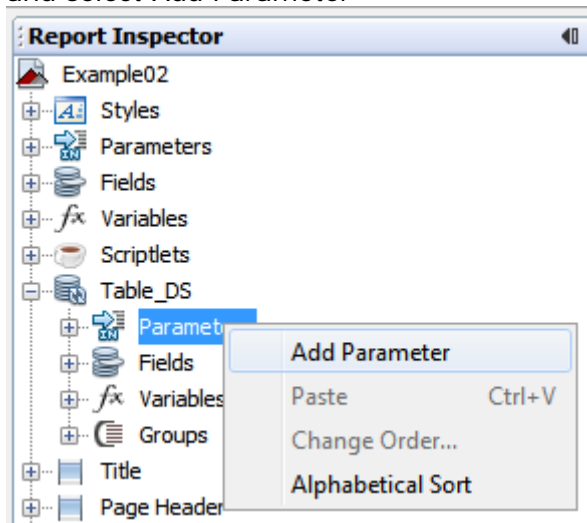 and select Add Parameter
Report Inspector
Example02
Styles
Parameters
Fields
Variables
Scriptlets
Table_DS
Paramet
Fields
Variables
Groups
Title
Page Header
Add Parameter
Paste Ctrl+V
Change Order...
Alphabetical Sort